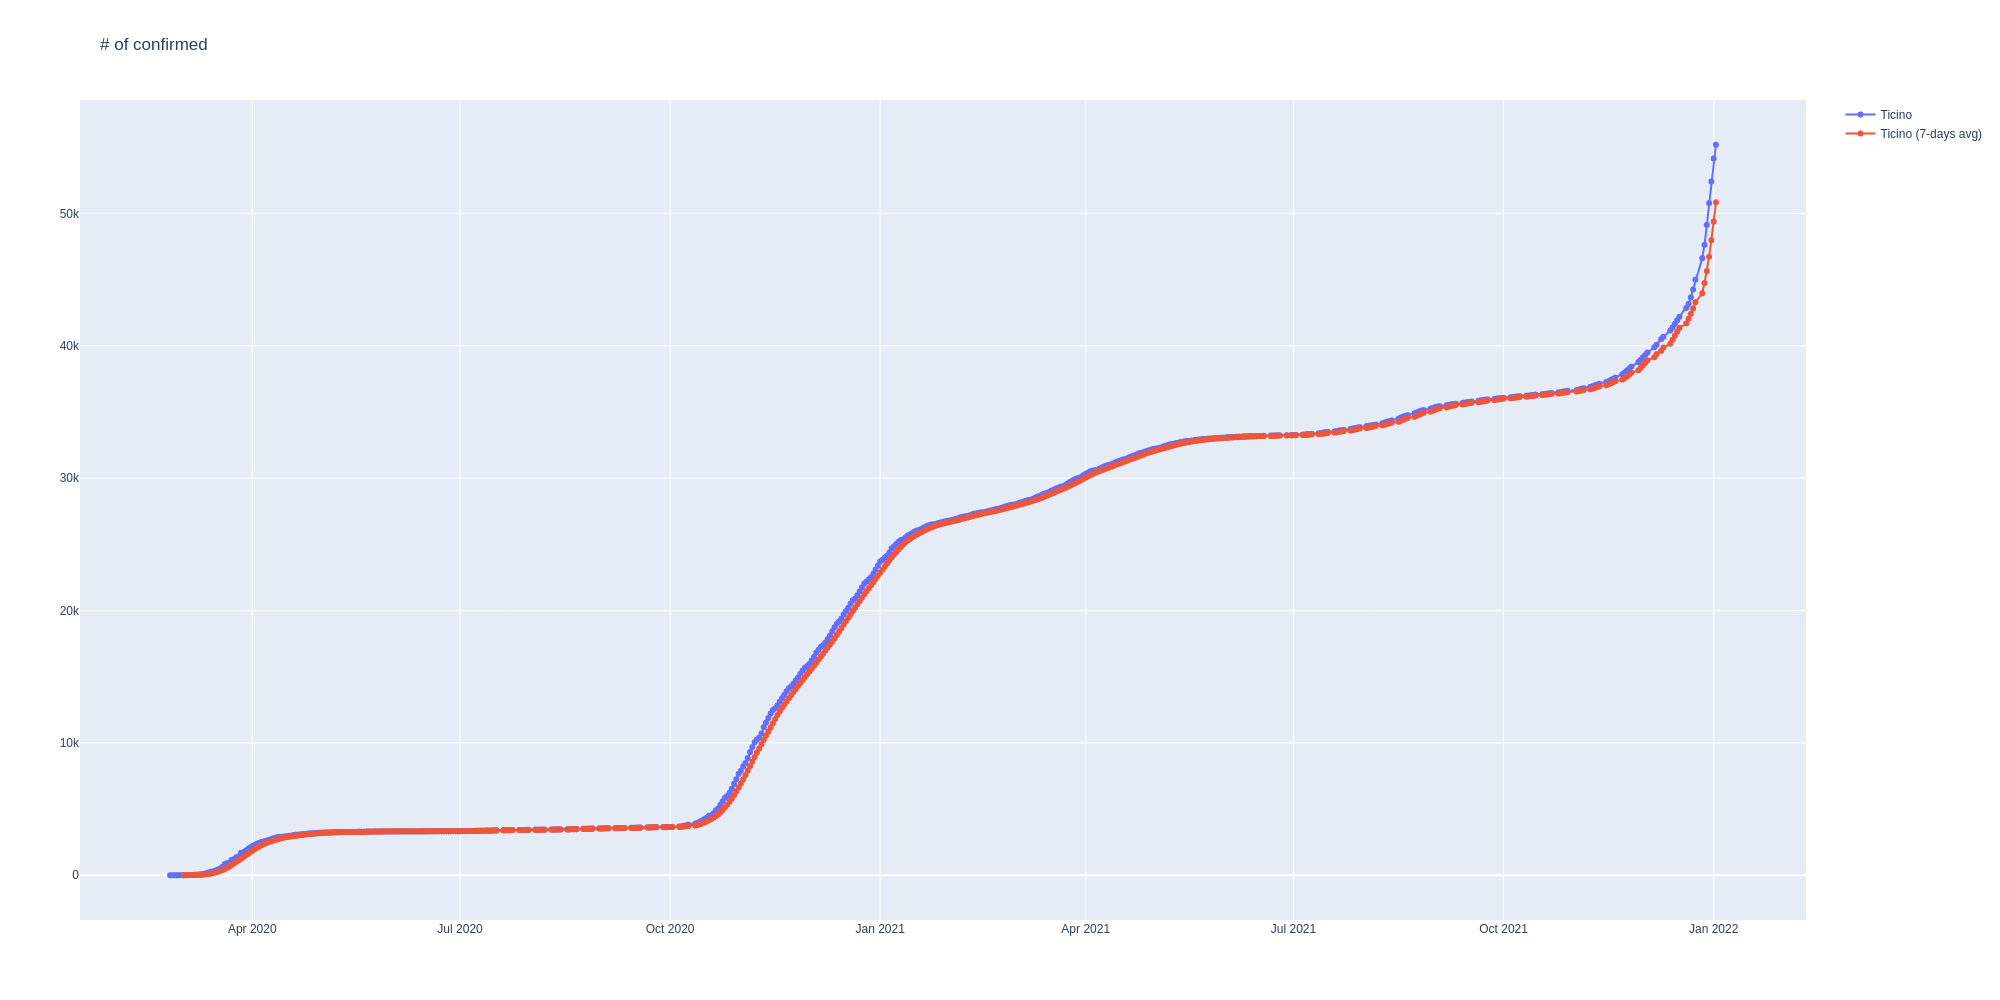 # of confirmed
Ticino
Ticino (7-days avg)
50k
40k
30k
20k
10k
0
Apr 2020
Jul 2020
Oct 2020
Jan 2021
Apr 2021
Jul 2021
Oct 2021
Jan 2022